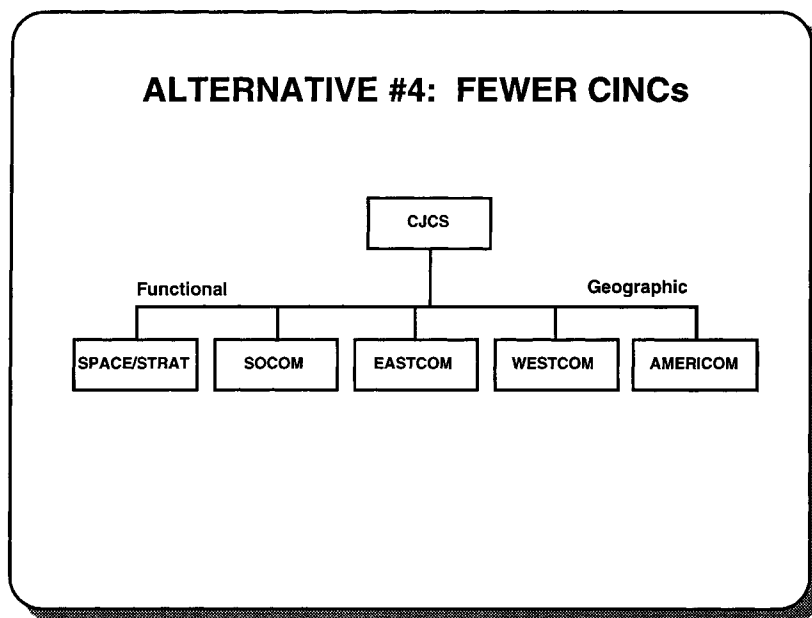 ALTERNATIVE #4: FEWER CINCs
CJCS
Functional
Geographic
SPACE/STRAT
SOCOM
EASTCOM
WESTCOM
AMERICOM